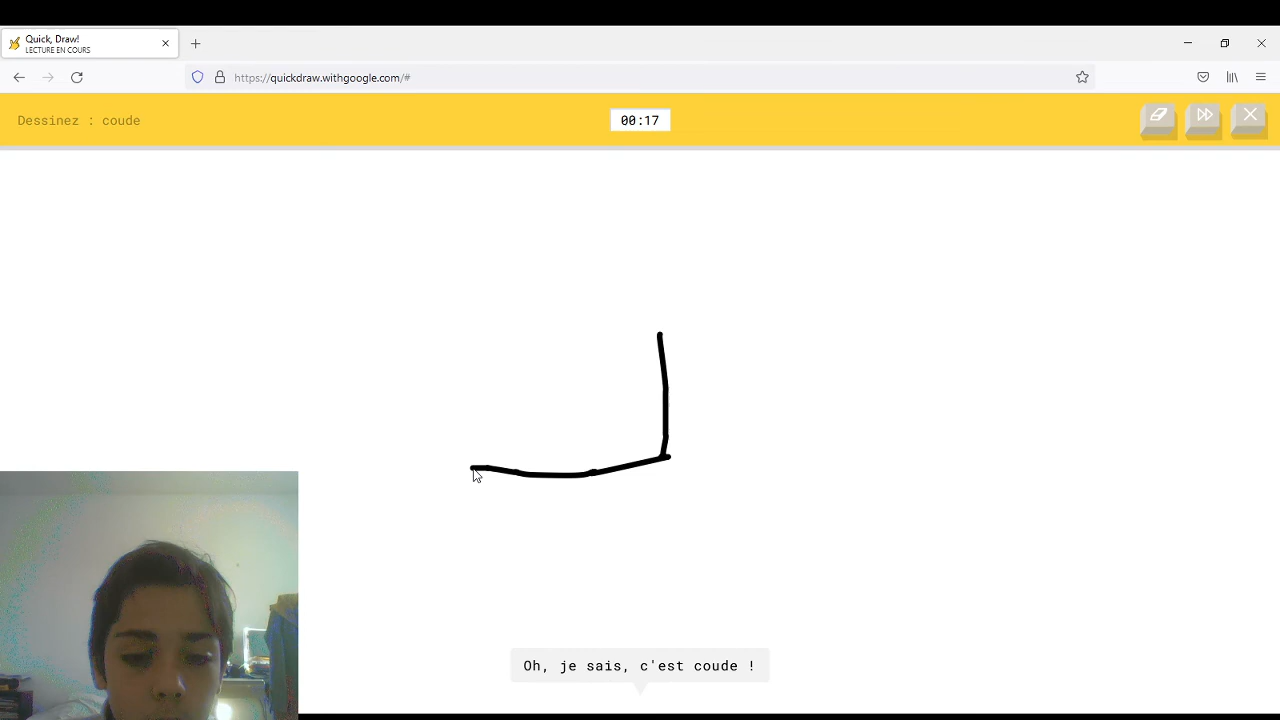 Quick, Draw!
LECTURE EN COURS
https://quickdraw.withgoogle.com/#
Dessinez : coude
00:17
Oh, je sais, c'est coude !